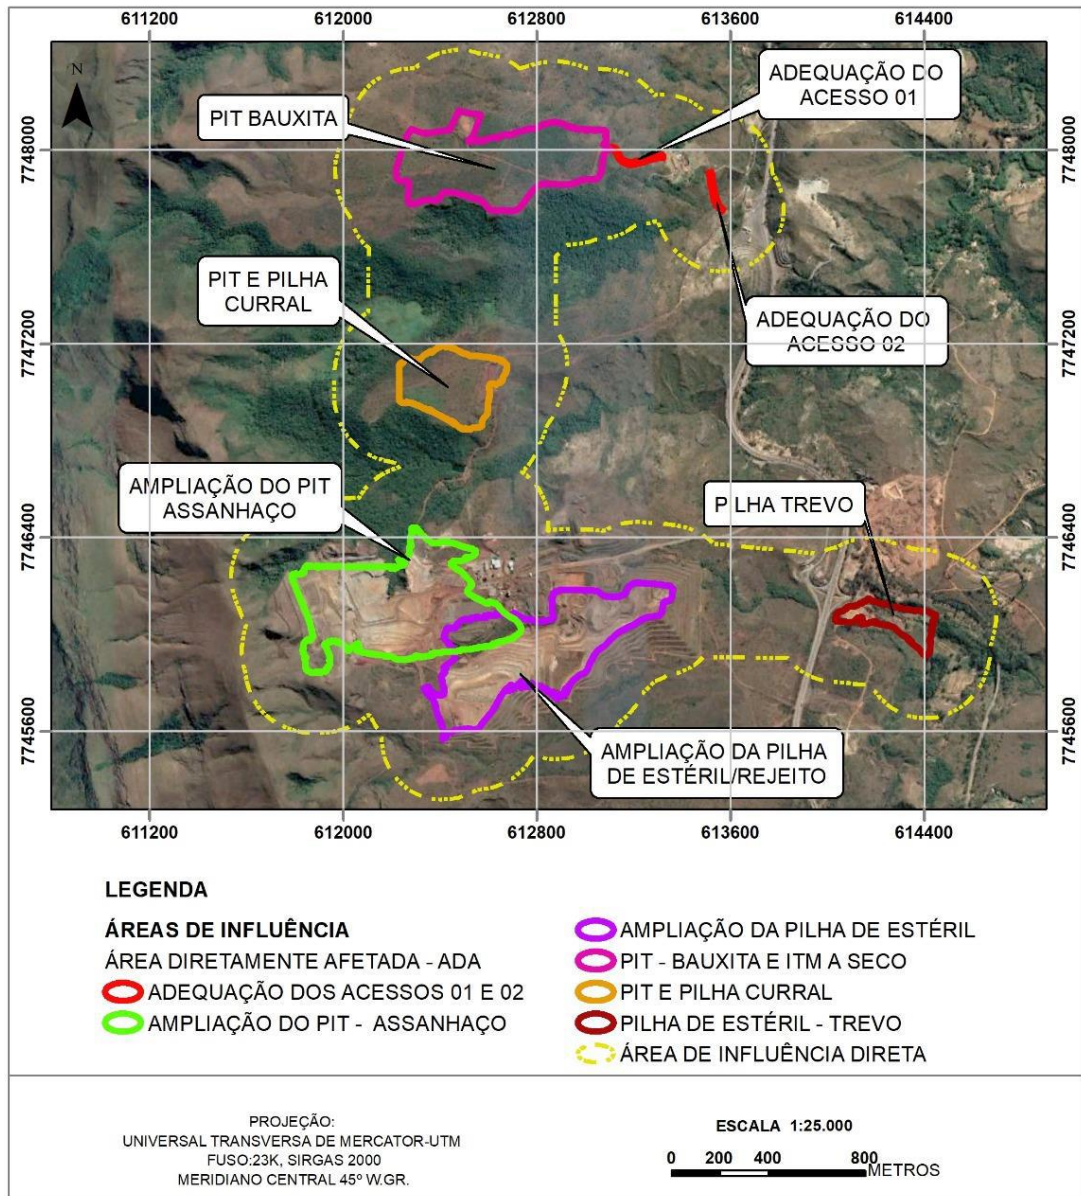 611200
612000
612800
613600
614400
N
ADEQUAÇÃO DO
ACESSO 01
PIT BAUXITA
7748000
7748000
PIT E PILHA
CURRAL
ADEQUAÇÃO DO
ACESSO 02
7747200
7747200
AMPLIAÇÃO DO PIT
ASSANHAÇO
PILHA TREVO
7746400
7746400
7745600
7745600
AMPLIAÇÃO DA PILHA
DE ESTÉRIL/REJEITO
611200
612000
612800
613600
614400
LEGENDA
ÁREAS DE INFLUÊNCIA
ÁREA DIRETAMENTE AFETADA - ADA
ADEQUAÇÃO DOS ACESSOS 01 E 02
AMPLIAÇÃO DO PIT - ASSANHAÇO
AMPLIAÇÃO DA PILHA DE ESTÉRIL
PIT - BAUXITA E ITM A SECO
PIT E PILHA CURRAL
PILHA DE ESTÉRIL - TREVO
ÁREA DE INFLUÊNCIA DIRETA
PROJEÇÃO:
UNIVERSAL TRANSVERSA DE MERCATOR-UTM
FUSO:23K, SIRGAS 2000
MERIDIANO CENTRAL 45º W.GR.
ESCALA 1:25.000
0 200 400 800
METROS